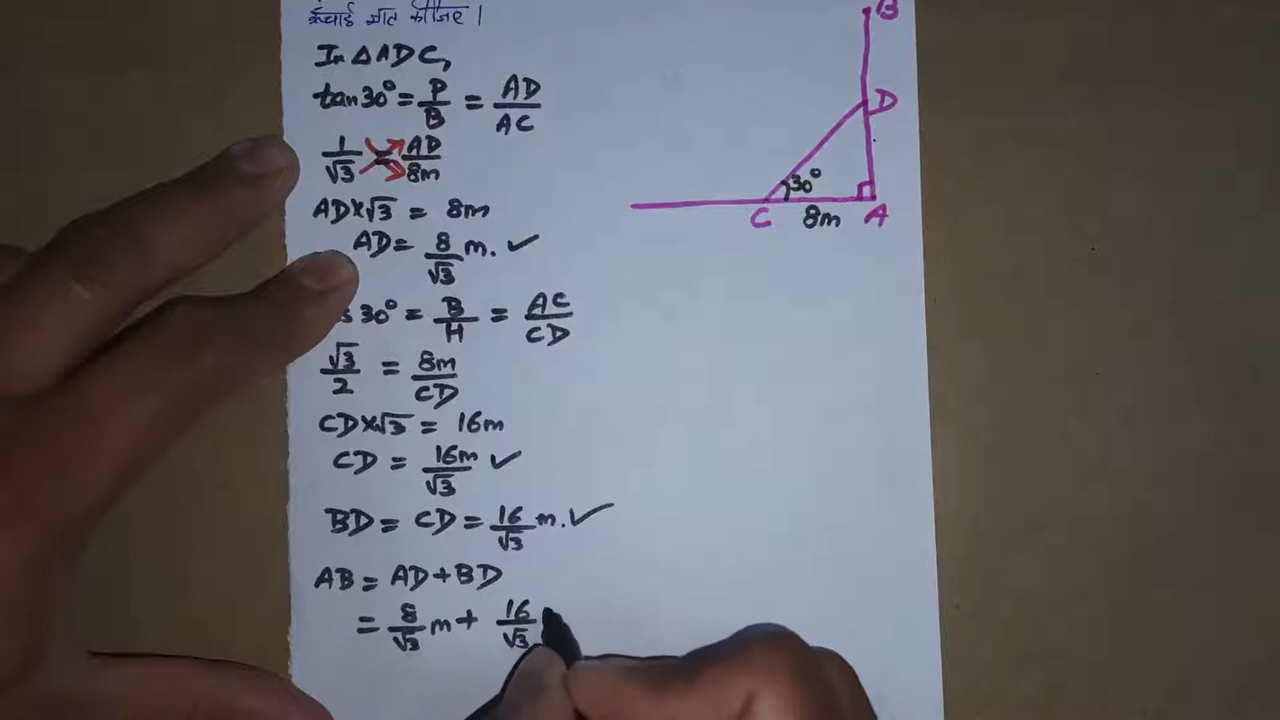 ऊँचाई ज्ञात कीजिए।
In △ADC,
tan30° = P/B = AD/AC
1/√3 = AD/8m
AD×√3 = 8m
AD = 8/√3 m. ✓
30° = B/H = AC/CD
√3/2 = 8m/CD
CD×√3 = 16m
CD = 16m/√3 ✓
BD = CD = 16/√3 m. ✓
AB = AD+BD
= 8/√3 m + 16/√3
B
D
30°
C 8m A